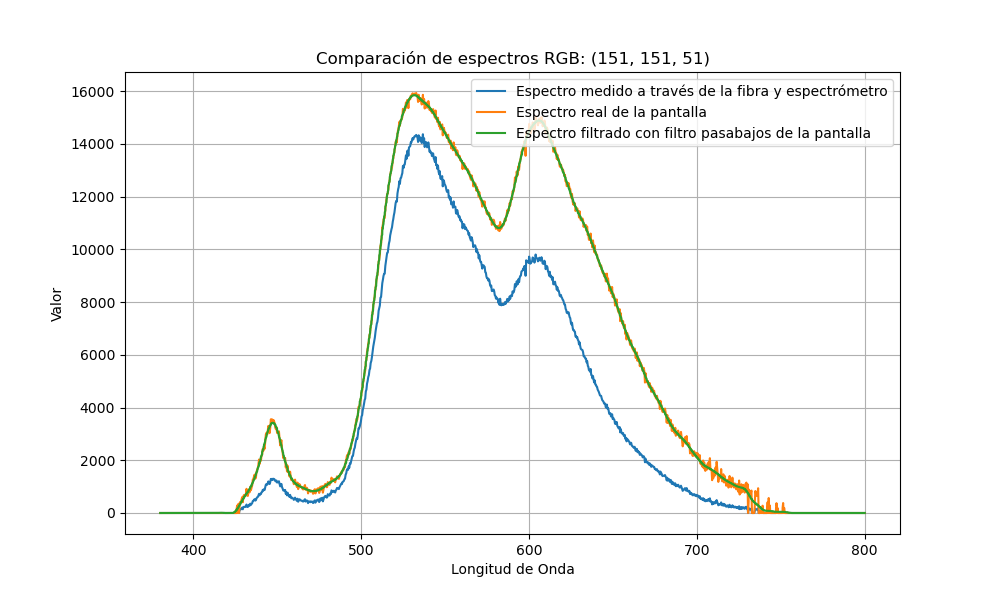 Comparación de espectros RGB: (151, 151, 51)
Espectro medido a través de la fibra y espectrómetro
Espectro real de la pantalla
Espectro filtrado con filtro pasabajos de la pantalla
Valor
16000
14000
12000
10000
8000
6000
4000
2000
0
400
500
600
700
800
Longitud de Onda